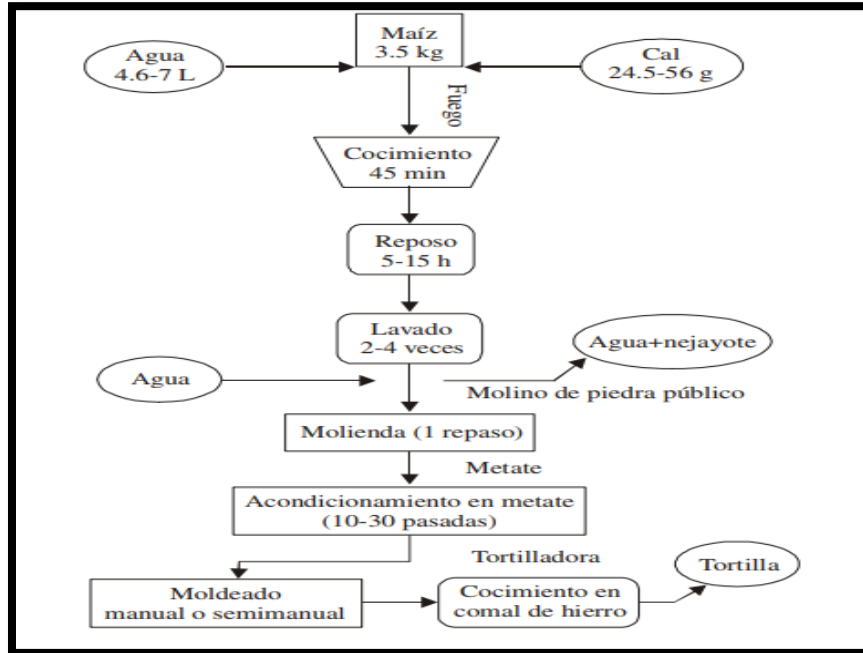 Maíz
3.5 kg
Agua
4.6-7 L
Cal
24.5-56 g
Fuego
Cocimiento
45 min
Reposo
5-15 h
Lavado
2-4 veces
Agua+nejayote
Agua
Molino de piedra público
Molienda (1 repaso)
Metate
Acondicionamiento en metate
(10-30 pasadas)
Tortilladora
Tortilla
Moldeado
manual o semimanual
Cocimiento en
comal de hierro